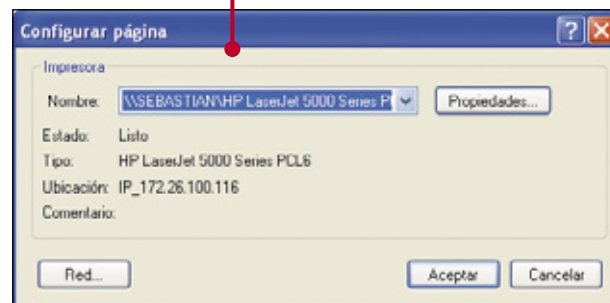 Configurar página
Impresora
Nombre: \\SEBASTIAN\HP LaserJet 5000 Series P Propiedades...
Estado: Listo
Tipo: HP LaserJet 5000 Series PCL6
Ubicación: IP_172.26.100.116
Comentario:
Red... Aceptar Cancelar